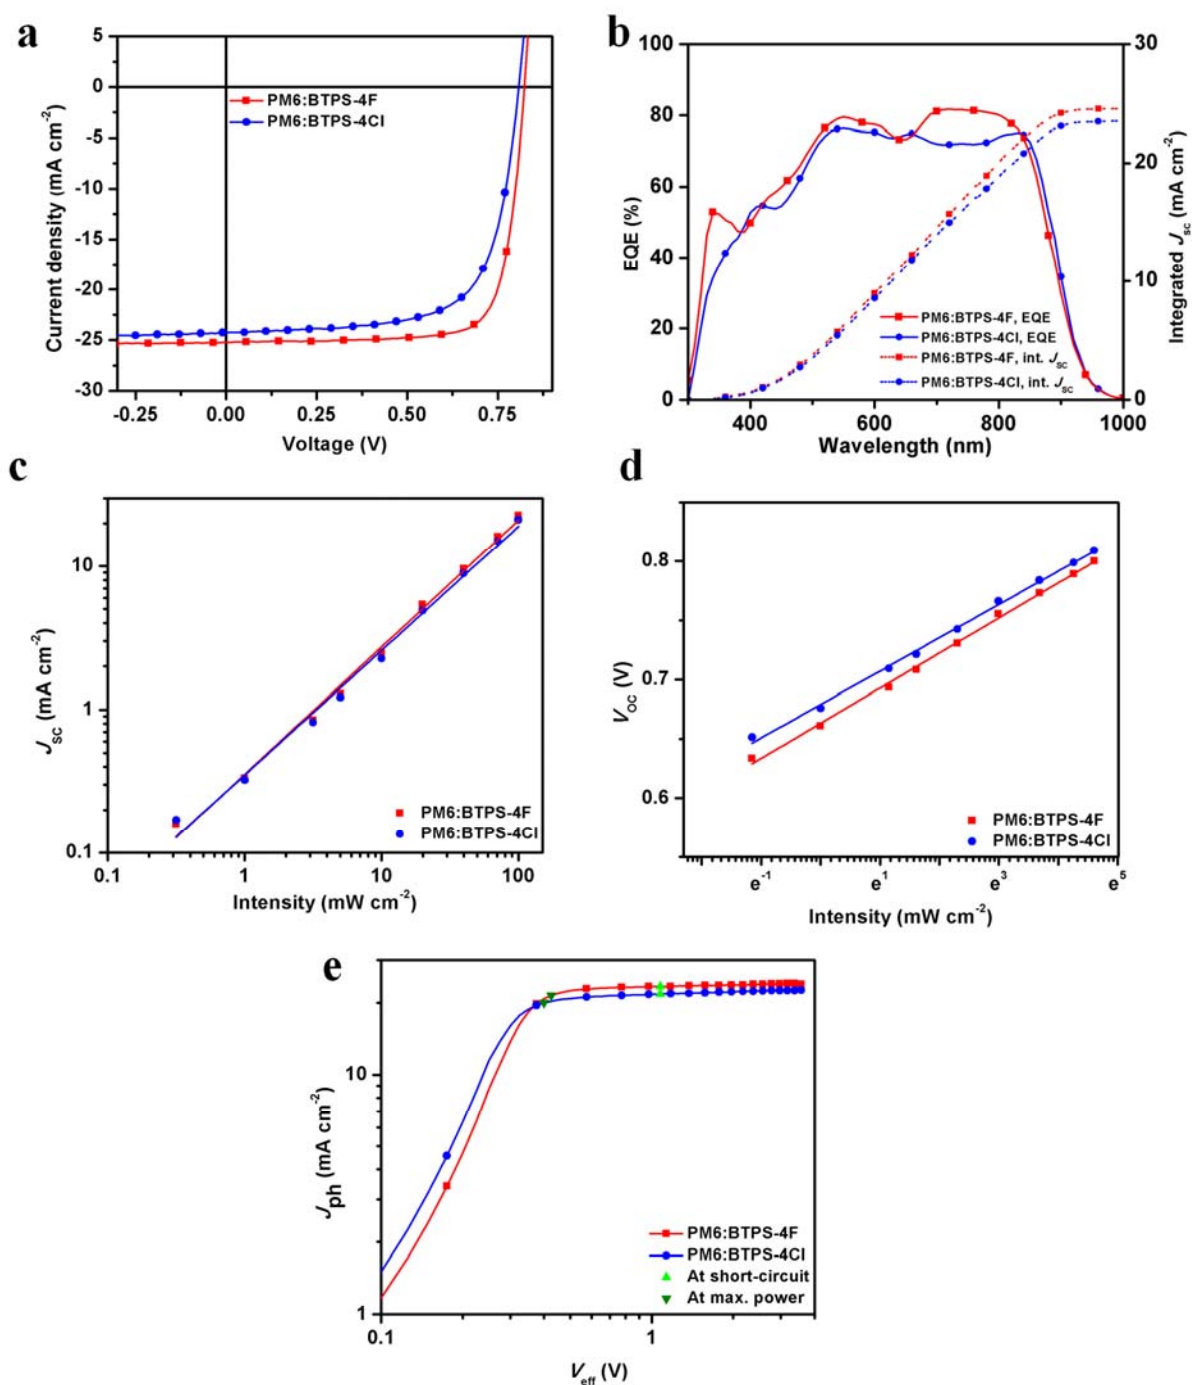 a
5
0
-5
-10
-15
-20
-25
-30
-0.25
0.00
0.25
0.50
0.75
Current density (mA cm⁻²)
Voltage (V)
PM6:BTPS-4F
PM6:BTPS-4Cl
b
100
80
60
40
20
0
30
20
10
0
400
600
800
1000
EQE (%)
Integrated Jsc (mA cm⁻²)
Wavelength (nm)
PM6:BTPS-4F, EQE
PM6:BTPS-4Cl, EQE
PM6:BTPS-4F, int. Jsc
PM6:BTPS-4Cl, int. Jsc
c
10
1
0.1
0.1
1
10
100
Jsc (mA cm⁻²)
Intensity (mW cm⁻²)
PM6:BTPS-4F
PM6:BTPS-4Cl
d
0.8
0.7
0.6
e⁻¹
e¹
e³
e⁵
Voc (V)
Intensity (mW cm⁻²)
PM6:BTPS-4F
PM6:BTPS-4Cl
e
10
1
0.1
1
Jph (mA cm⁻²)
Veff (V)
PM6:BTPS-4F
PM6:BTPS-4Cl
At short-circuit
At max. power